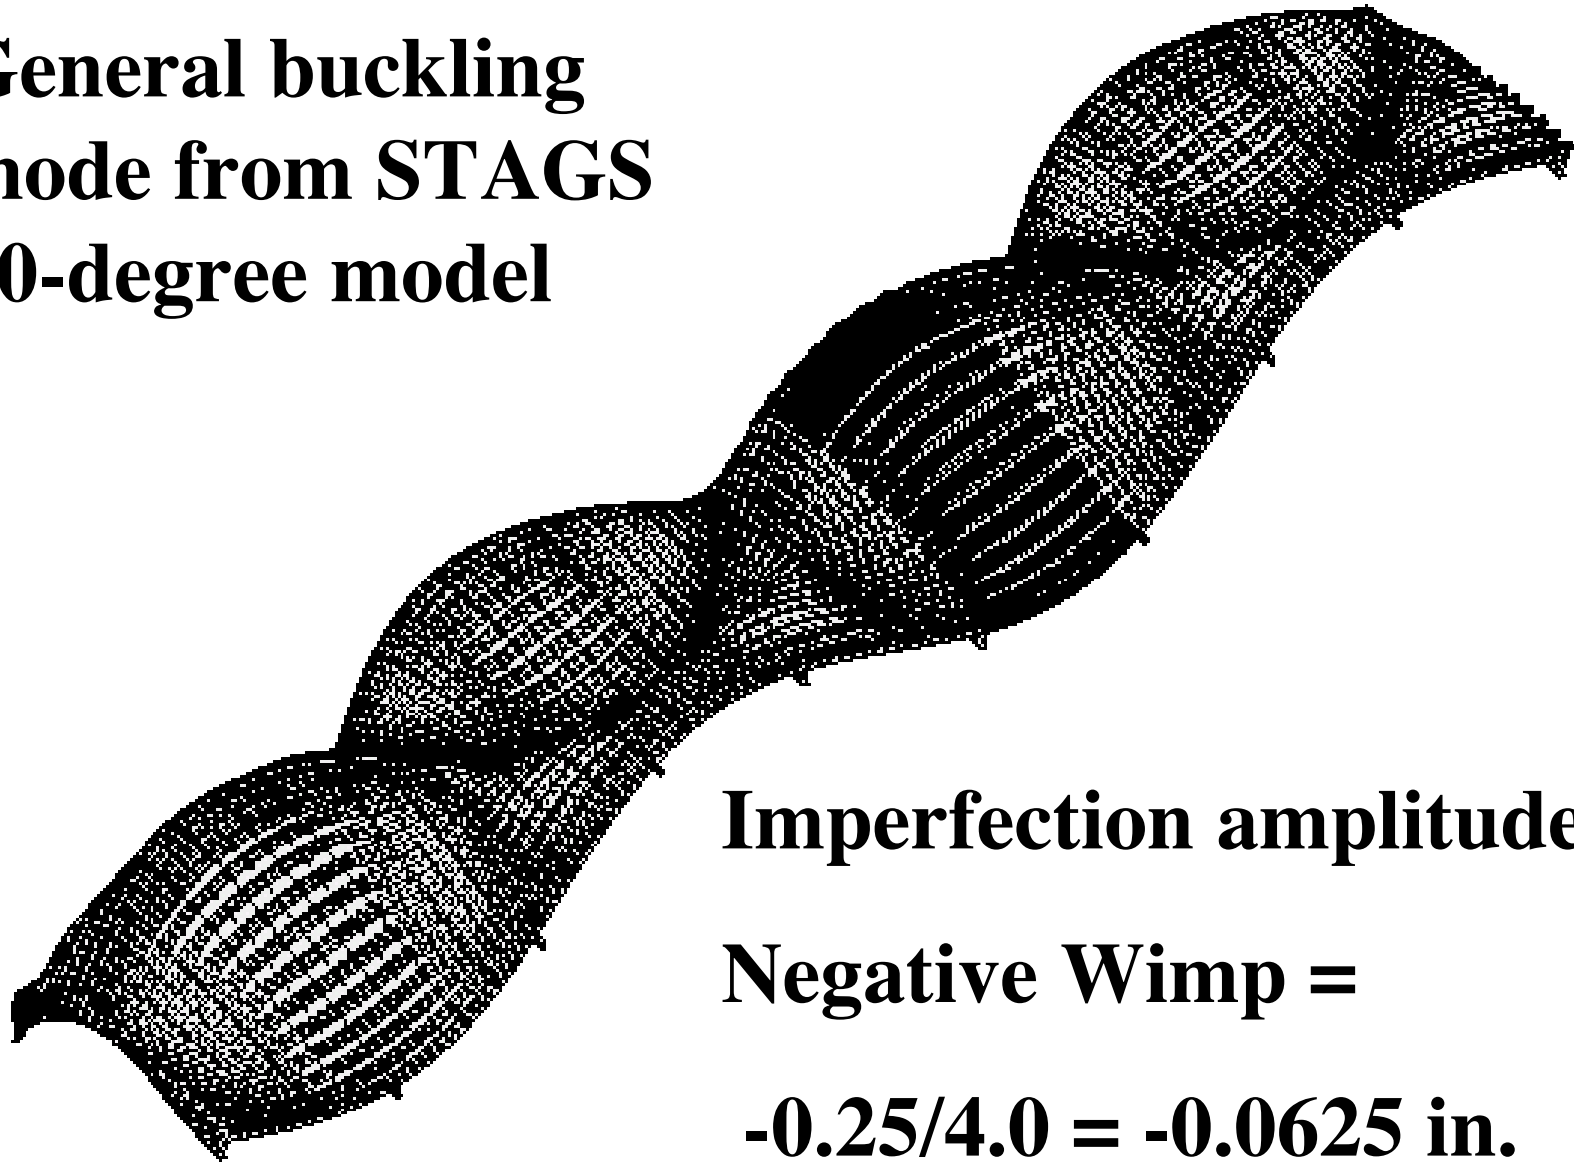 General buckling
mode from STAGS
0-degree model
Imperfection amplitude
Negative Wimp =
-0.25/4.0 = -0.0625 in.